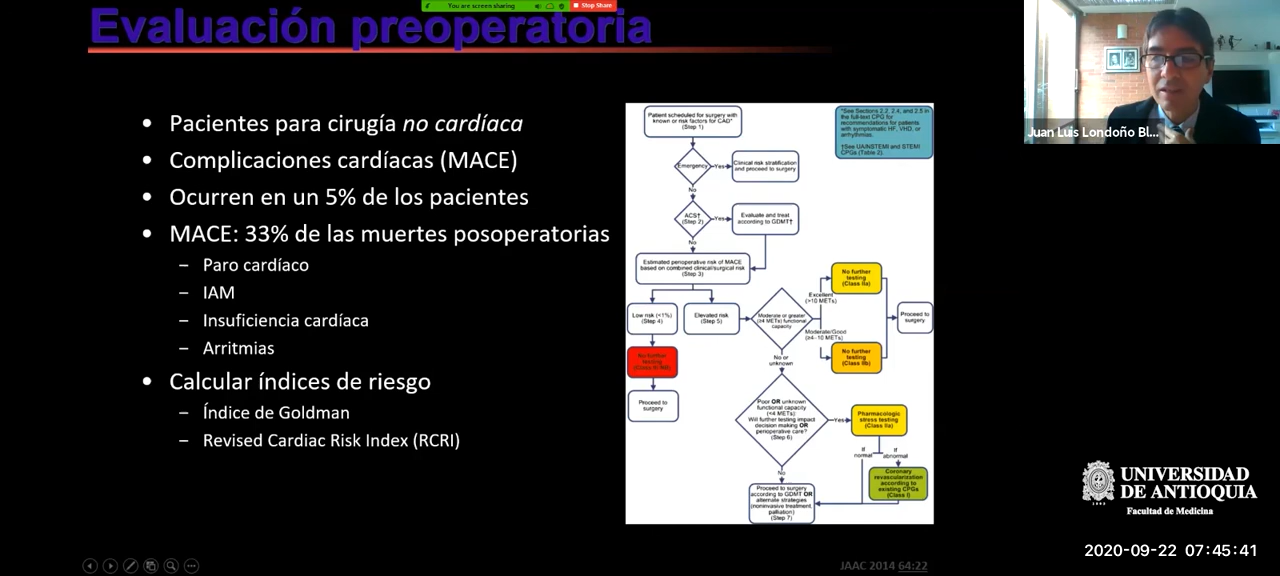 You are screen sharing
Stop Share
Evaluación preoperatoria
• Pacientes para cirugía no cardíaca
• Complicaciones cardíacas (MACE)
• Ocurren en un 5% de los pacientes
• MACE: 33% de las muertes posoperatorias
– Paro cardíaco
– IAM
– Insuficiencia cardíaca
– Arritmias
• Calcular índices de riesgo
– Índice de Goldman
– Revised Cardiac Risk Index (RCRI)
Patient scheduled for surgery with
known or risk factors for CAD*
(Step 1)
*See Sections 2.2, 2.4, and 2.5 in
the full-text CPG for
recommendations for patients
with symptomatic HF, VHD, or
arrhythmias.
†See UA/NSTEMI and STEMI
CPGs (Table 2).
Emergency
Yes
Clinical risk stratification
and proceed to surgery
No
ACS†
(Step 2)
Yes
Evaluate and treat
according to GDMT†
No
Estimated perioperative risk of MACE
based on combined clinical/surgical risk
(Step 3)
Low risk (<1%)
(Step 4)
Elevated risk
(Step 5)
Moderate or greater
(≥4 METs) functional
capacity
Excellent
(>10 METs)
No further
testing
(Class IIa)
Moderate/Good
(≥4-10 METs)
No further
testing
(Class IIb)
Proceed to
surgery
No further
testing
Proceed to
surgery
No or
unknown
Poor OR unknown
functional capacity
(<4 METs)
Will further testing impact
decision making OR
perioperative care?
(Step 6)
Yes
Pharmacologic
stress testing
(Class IIa)
If
normal
If
abnormal
Coronary
revascularization
according to
existing CPGs
(Class I)
No
Proceed to surgery
according to GDMT OR
alternate strategies
(noninvasive treatment,
palliation)
(Step 7)
JAAC 2014 64:22
Juan Luis Londoño Bl...
UNIVERSIDAD
DE ANTIOQUIA
1803
Facultad de Medicina
2020-09-22 07:45:41